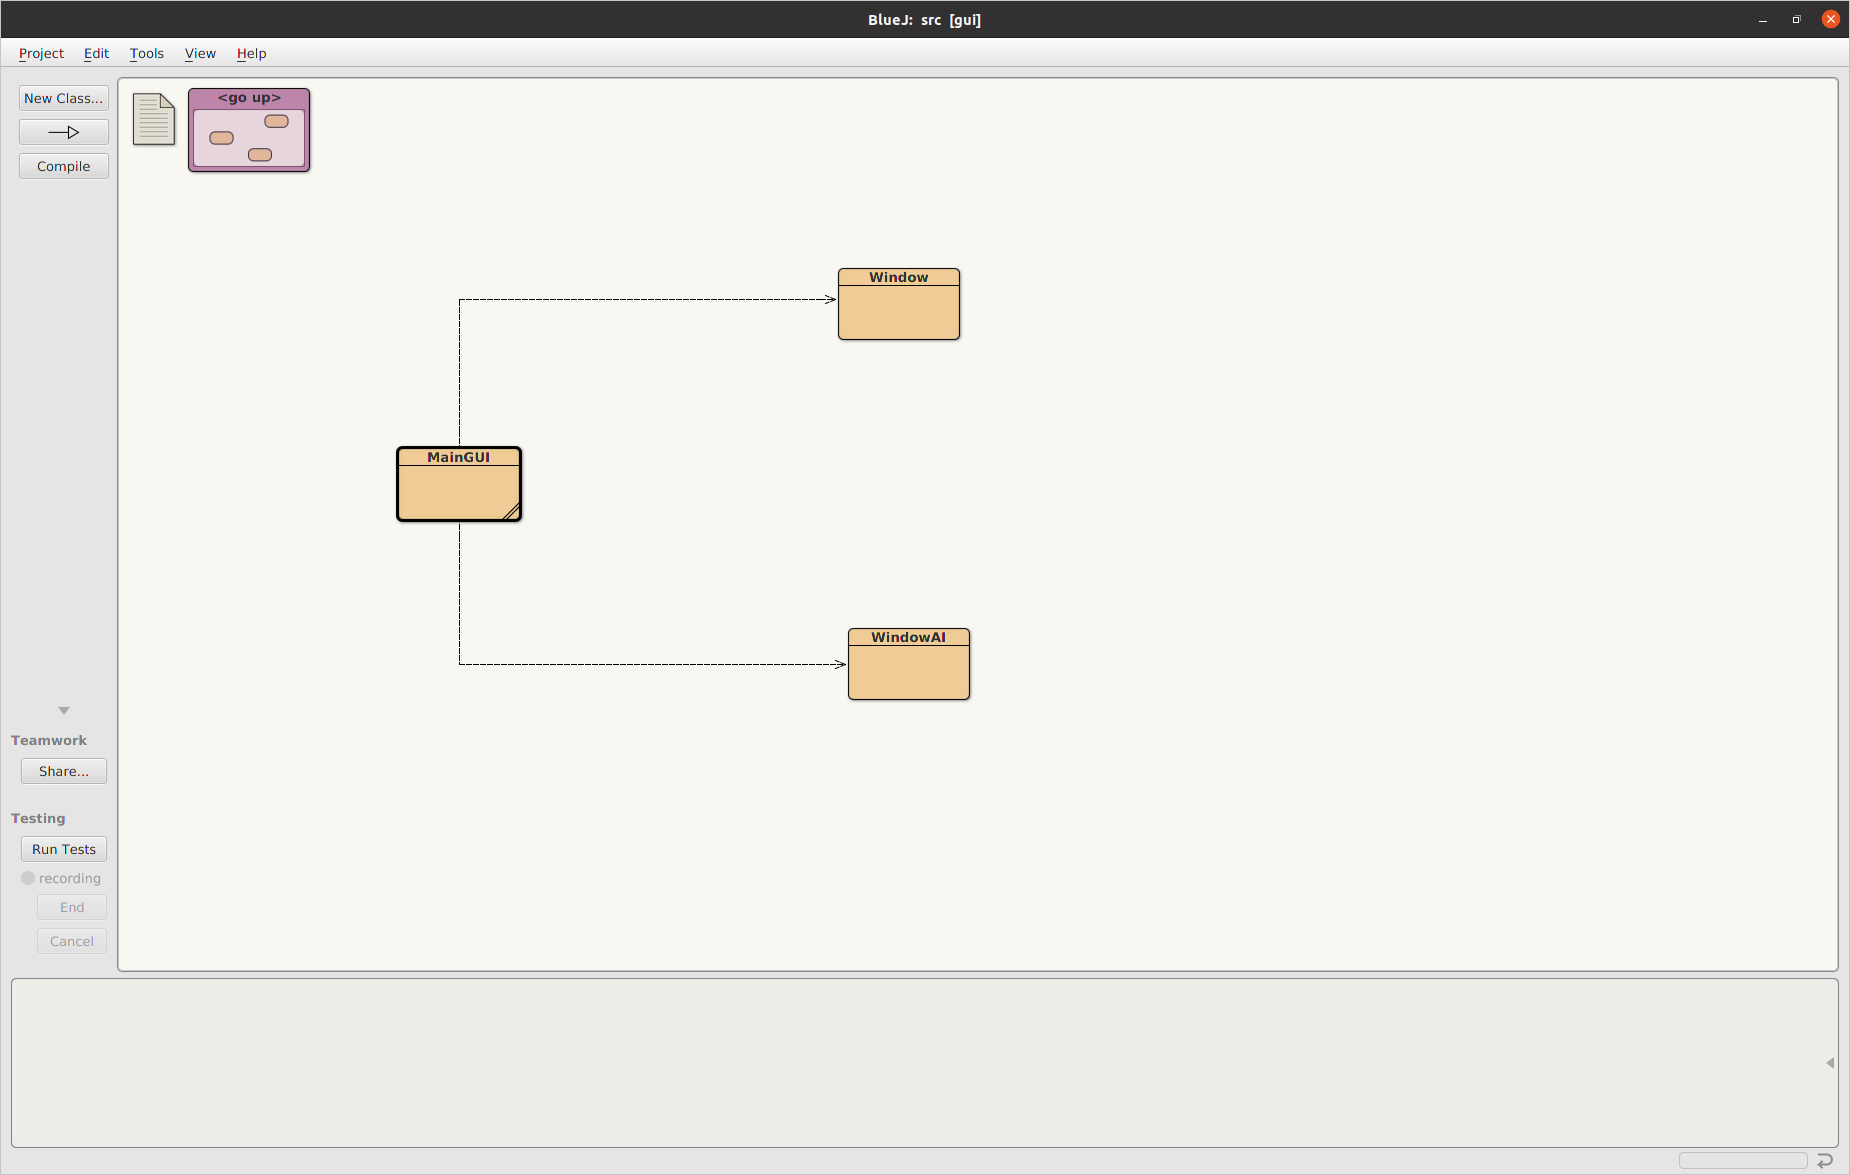 BlueJ: src [gui]
Project Edit Tools View Help
New Class...
<go up>
Compile
Window
MainGUI
WindowAI
Teamwork
Share...
Testing
Run Tests
recording
End
Cancel